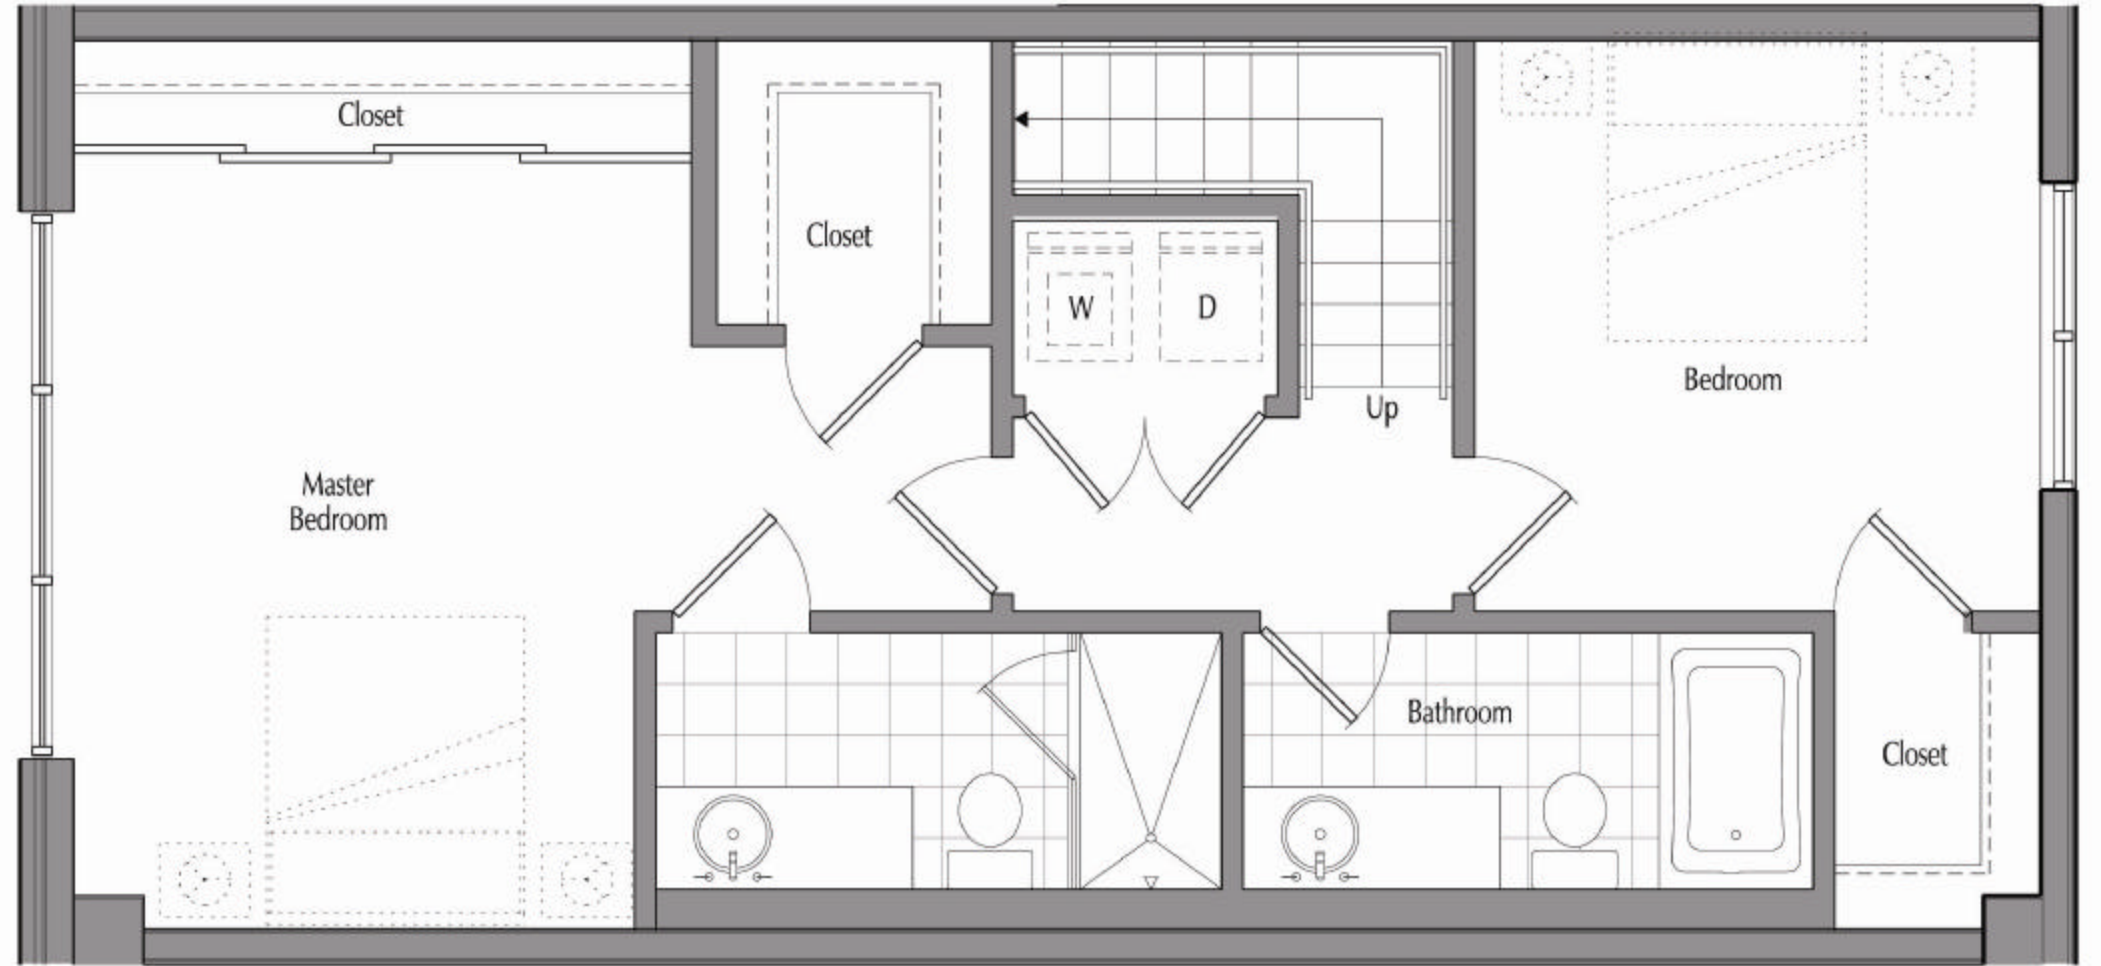 Closet
Closet
W
D
Up
Bedroom
Master
Bedroom
Bathroom
Closet